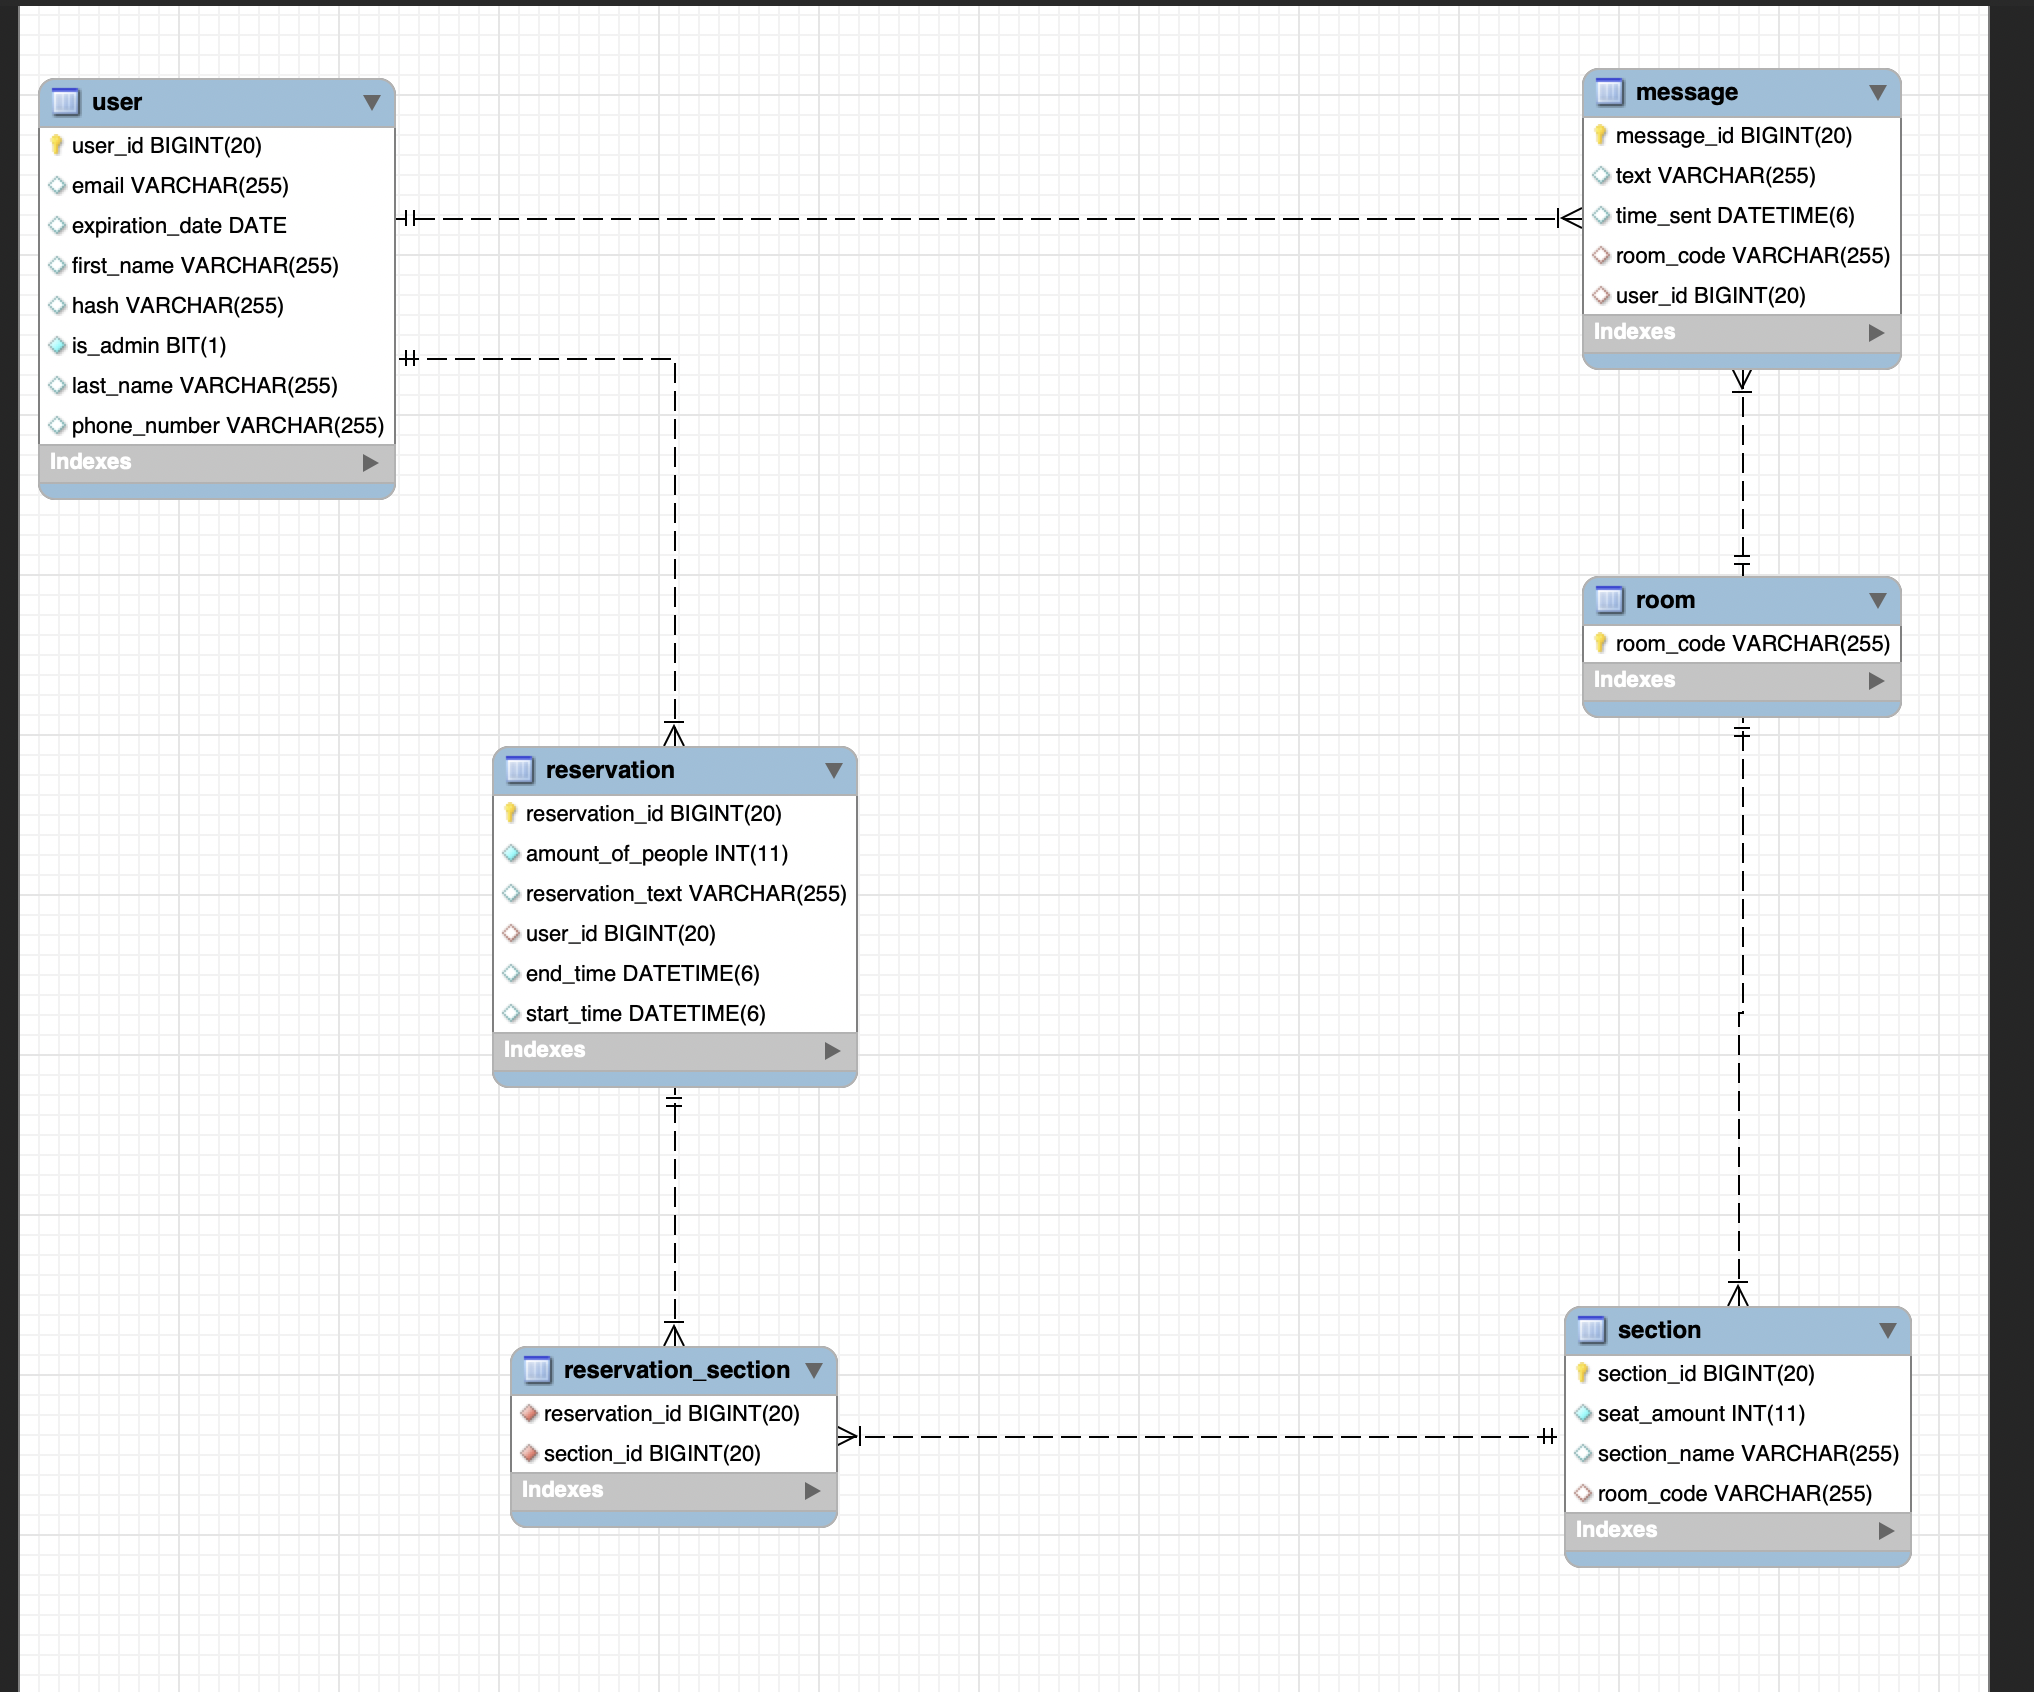 user
user_id BIGINT(20)
email VARCHAR(255)
expiration_date DATE
first_name VARCHAR(255)
hash VARCHAR(255)
is_admin BIT(1)
last_name VARCHAR(255)
phone_number VARCHAR(255)
Indexes
message
message_id BIGINT(20)
text VARCHAR(255)
time_sent DATETIME(6)
room_code VARCHAR(255)
user_id BIGINT(20)
Indexes
room
room_code VARCHAR(255)
Indexes
reservation
reservation_id BIGINT(20)
amount_of_people INT(11)
reservation_text VARCHAR(255)
user_id BIGINT(20)
end_time DATETIME(6)
start_time DATETIME(6)
Indexes
reservation_section
reservation_id BIGINT(20)
section_id BIGINT(20)
Indexes
section
section_id BIGINT(20)
seat_amount INT(11)
section_name VARCHAR(255)
room_code VARCHAR(255)
Indexes